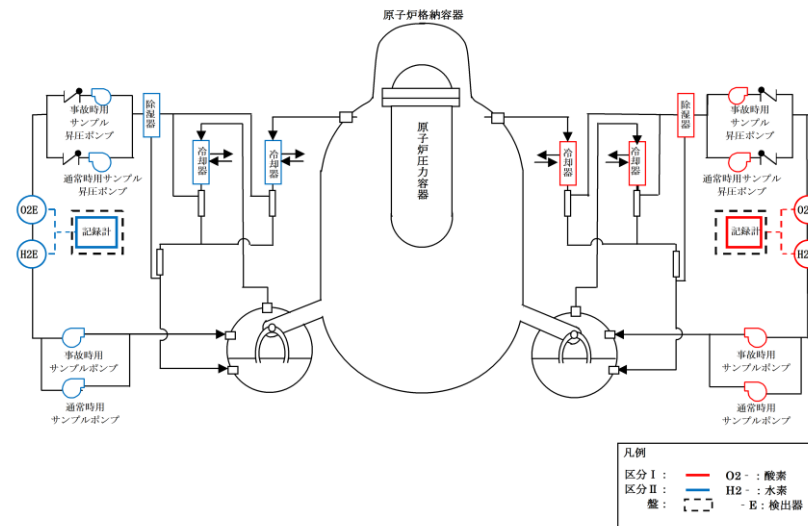 原子炉格納容器
原子炉圧力容器
事故時用
サンプル
昇圧ポンプ
通常時用サンプル
昇圧ポンプ
除湿器
冷却器
冷却器
O2E
H2E
記録計
事故時用
サンプルポンプ
通常時用
サンプルポンプ
冷却器
冷却器
除湿器
事故時用
サンプル
昇圧ポンプ
通常時用サンプル
昇圧ポンプ
記録計
O2
H2
事故時用
サンプルポンプ
通常時用
サンプルポンプ
凡例
区分Ⅰ: O2-:酸素
区分Ⅱ: H2-:水素
盤: -E:検出器